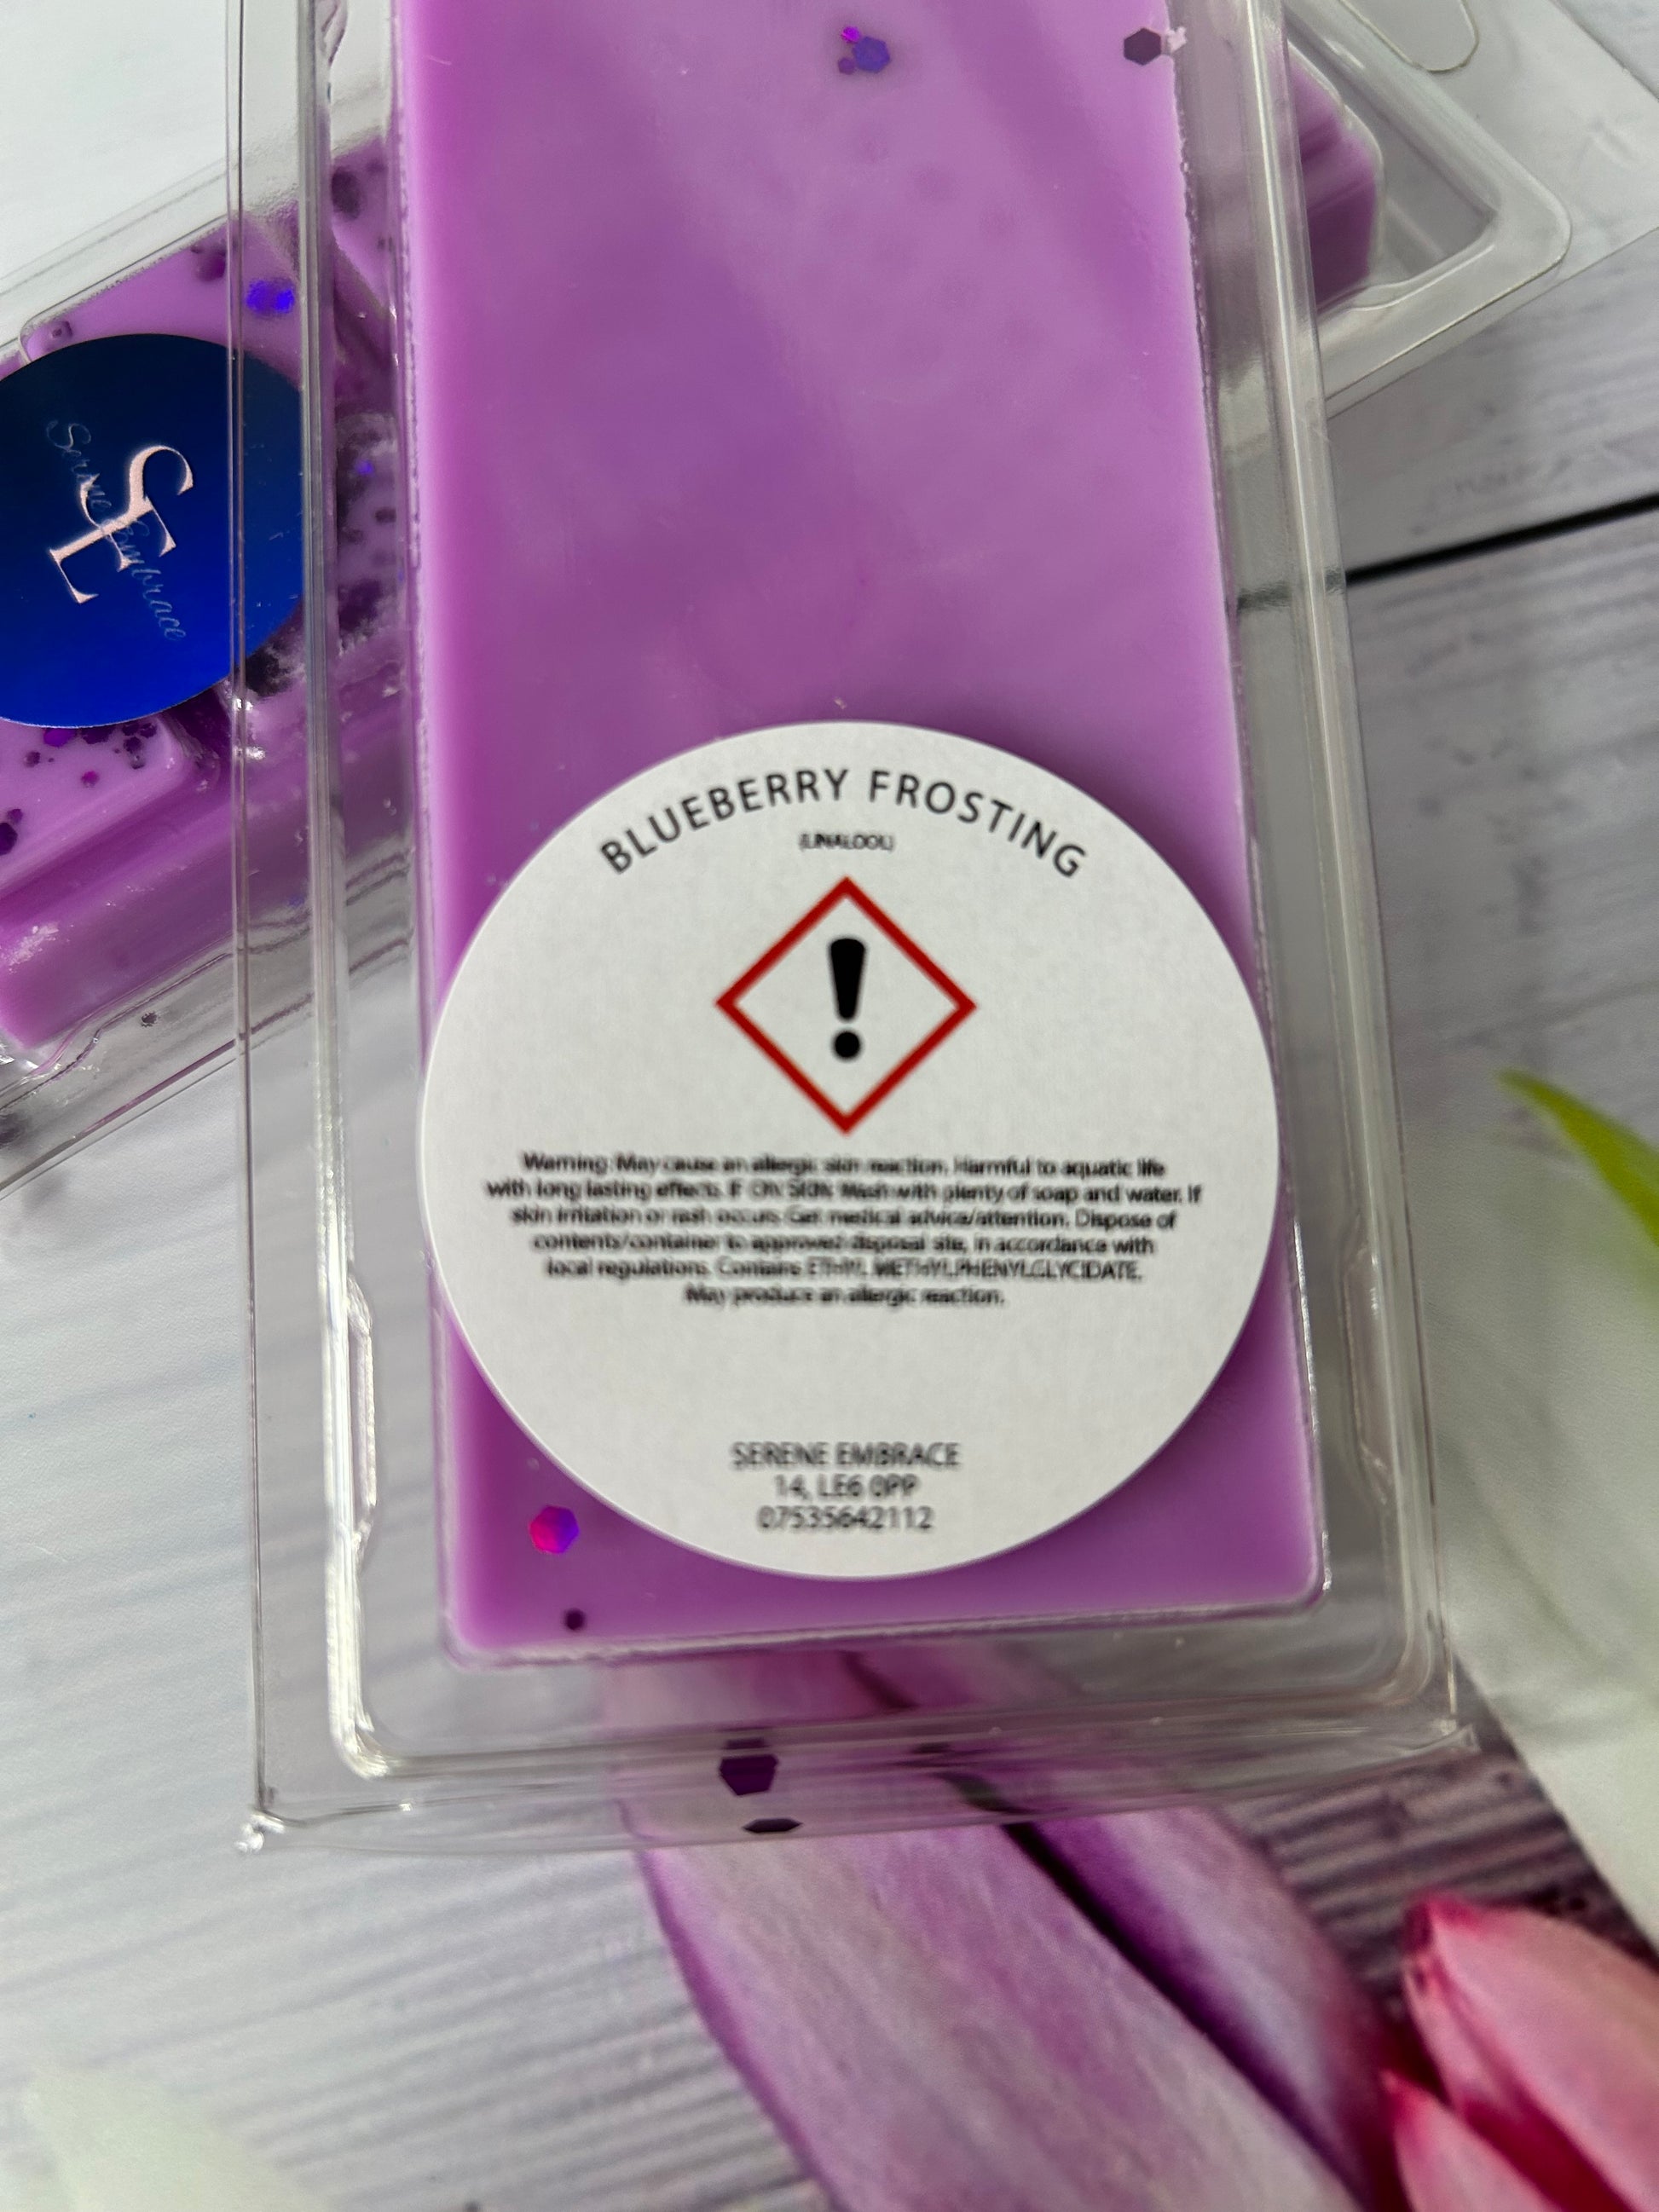 SE
Serene Embrace
BLUEBERRY FROSTING
(LINALOOL)
Warning: May cause an allergic skin reaction. Harmful to aquatic life
with long lasting effects. IF ON SKIN: Wash with plenty of soap and water. If
skin irritation or rash occurs: Get medical advice/attention. Dispose of
contents/container to approved disposal site, in accordance with
local regulations. Contains ETHYL METHYLPHENYLGLYCIDATE.
May produce an allergic reaction.
SERENE EMBRACE
14, LE6 0PP
07535642112